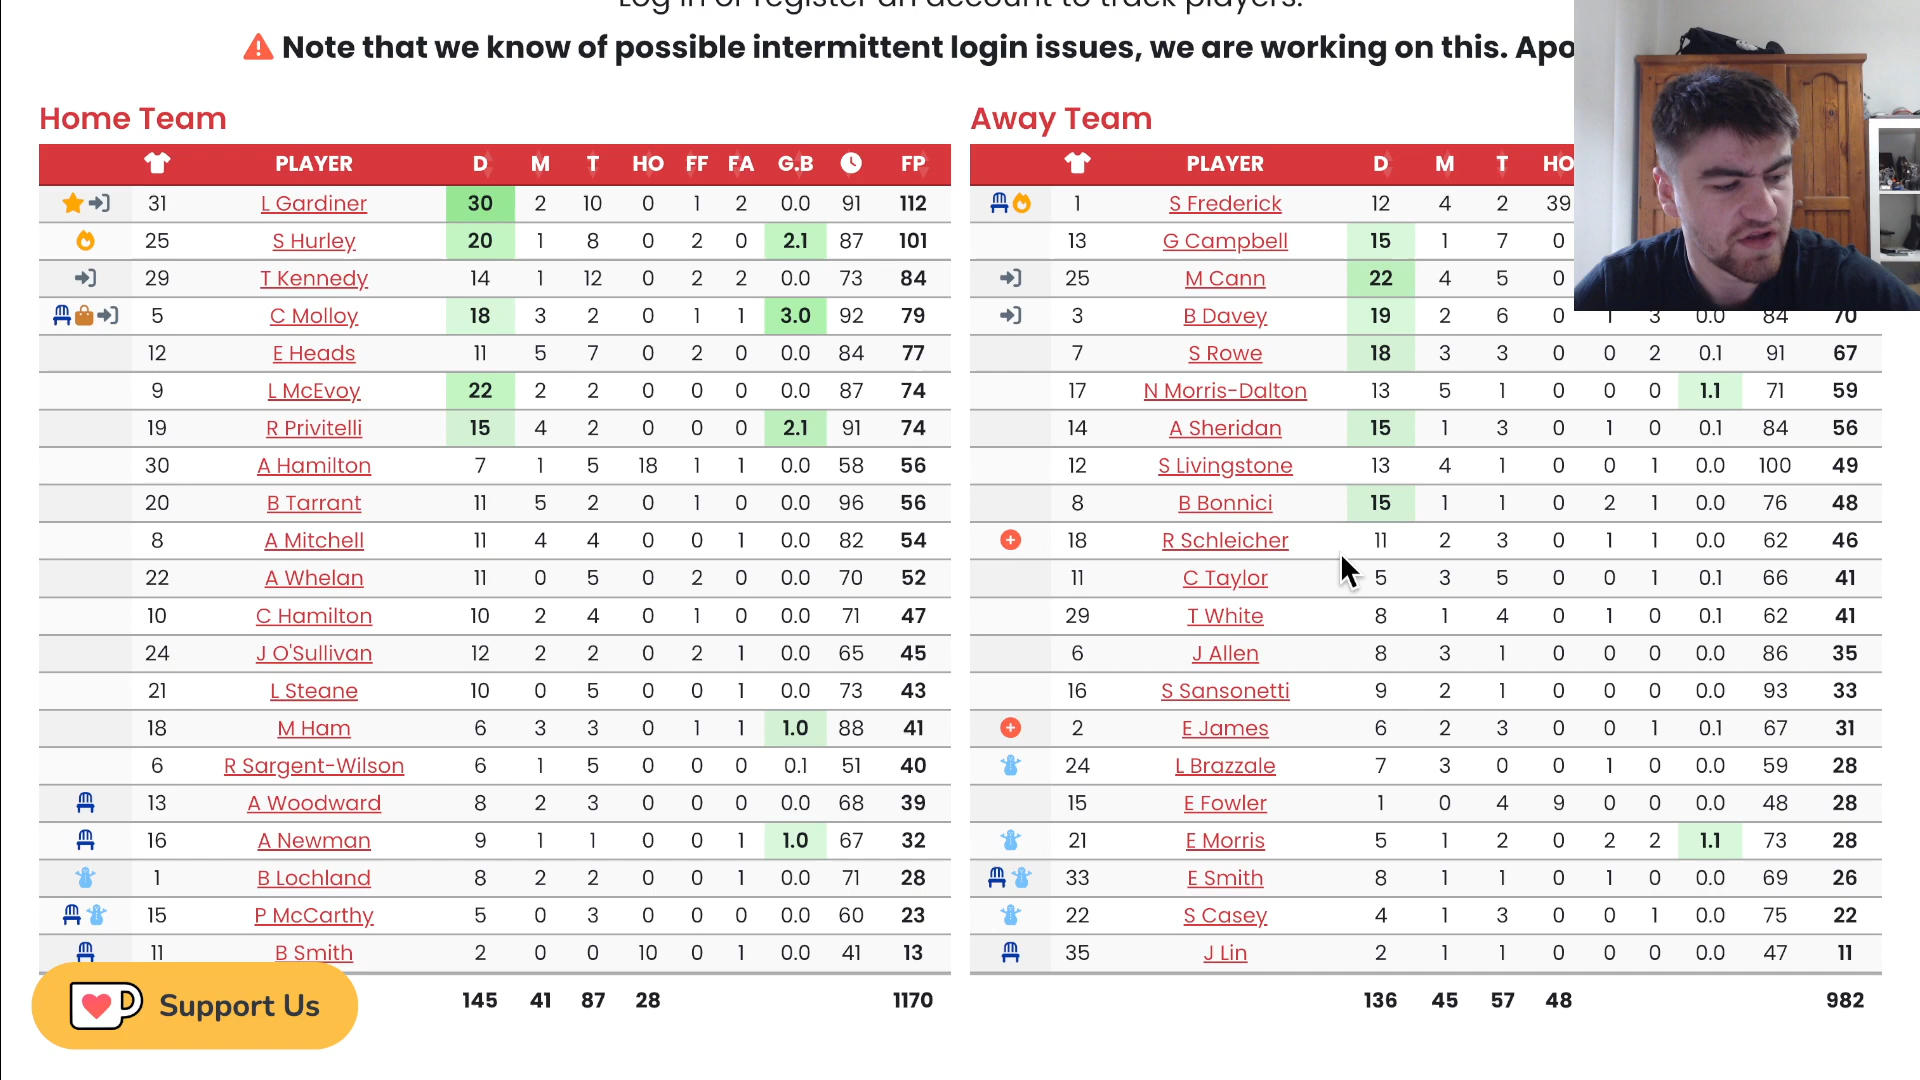 Log in or register an account to track players.
Note that we know of possible intermittent login issues, we are working on this. Apo
Home Team
PLAYER D M T HO FF FA G.B FP
31 L Gardiner 30 2 10 0 1 2 0.0 91 112
25 S Hurley 20 1 8 0 2 0 2.1 87 101
29 T Kennedy 14 1 12 0 2 2 0.0 73 84
5 C Molloy 18 3 2 0 1 1 3.0 92 79
12 E Heads 11 5 7 0 2 0 0.0 84 77
9 L McEvoy 22 2 2 0 0 0 0.0 87 74
19 R Privitelli 15 4 2 0 0 0 2.1 91 74
30 A Hamilton 7 1 5 18 1 1 0.0 58 56
20 B Tarrant 11 5 2 0 1 0 0.0 96 56
8 A Mitchell 11 4 4 0 0 1 0.0 82 54
22 A Whelan 11 0 5 0 2 0 0.0 70 52
10 C Hamilton 10 2 4 0 1 0 0.0 71 47
24 J O'Sullivan 12 2 2 0 2 1 0.0 65 45
21 L Steane 10 0 5 0 0 1 0.0 73 43
18 M Ham 6 3 3 0 1 1 1.0 88 41
6 R Sargent-Wilson 6 1 5 0 0 0 0.1 51 40
13 A Woodward 8 2 3 0 0 0 0.0 68 39
16 A Newman 9 1 1 0 0 1 1.0 67 32
1 B Lochland 8 2 2 0 0 1 0.0 71 28
15 P McCarthy 5 0 3 0 0 0 0.0 60 23
11 B Smith 2 0 0 10 0 1 0.0 41 13
145 41 87 28 1170
Support Us
Away Team
PLAYER D M T HO
1 S Frederick 12 4 2 39
13 G Campbell 15 1 7 0
25 M Cann 22 4 5 0
3 B Davey 19 2 6 0 1 3 0.0 84 70
7 S Rowe 18 3 3 0 0 2 0.1 91 67
17 N Morris-Dalton 13 5 1 0 0 0 1.1 71 59
14 A Sheridan 15 1 3 0 1 0 0.1 84 56
12 S Livingstone 13 4 1 0 0 1 0.0 100 49
8 B Bonnici 15 1 1 0 2 1 0.0 76 48
18 R Schleicher 11 2 3 0 1 1 0.0 62 46
11 C Taylor 5 3 5 0 0 1 0.1 66 41
29 T White 8 1 4 0 1 0 0.1 62 41
6 J Allen 8 3 1 0 0 0 0.0 86 35
16 S Sansonetti 9 2 1 0 0 0 0.0 93 33
2 E James 6 2 3 0 0 1 0.1 67 31
24 L Brazzale 7 3 0 0 1 0 0.0 59 28
15 E Fowler 1 0 4 9 0 0 0.0 48 28
21 E Morris 5 1 2 0 2 2 1.1 73 28
33 E Smith 8 1 1 0 1 0 0.0 69 26
22 S Casey 4 1 3 0 0 1 0.0 75 22
35 J Lin 2 1 1 0 0 0 0.0 47 11
136 45 57 48 982